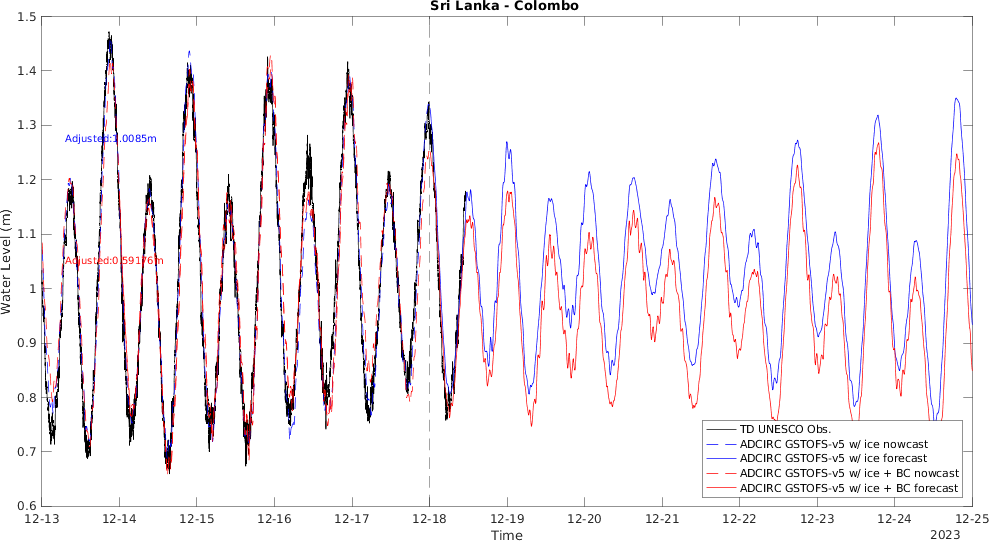 Sri Lanka - Colombo
1.5
1.4
1.3
1.2
1.1
1
0.9
0.8
0.7
0.6
Water Level (m)
Adjusted:1.0085m
Adjusted:0.59176m
TD UNESCO Obs.
ADCIRC GSTOFS-v5 w/ ice nowcast
ADCIRC GSTOFS-v5 w/ ice forecast
ADCIRC GSTOFS-v5 w/ ice + BC nowcast
ADCIRC GSTOFS-v5 w/ ice + BC forecast
12-13 12-14 12-15 12-16 12-17 12-18 12-19 12-20 12-21 12-22 12-23 12-24 12-25
Time
2023